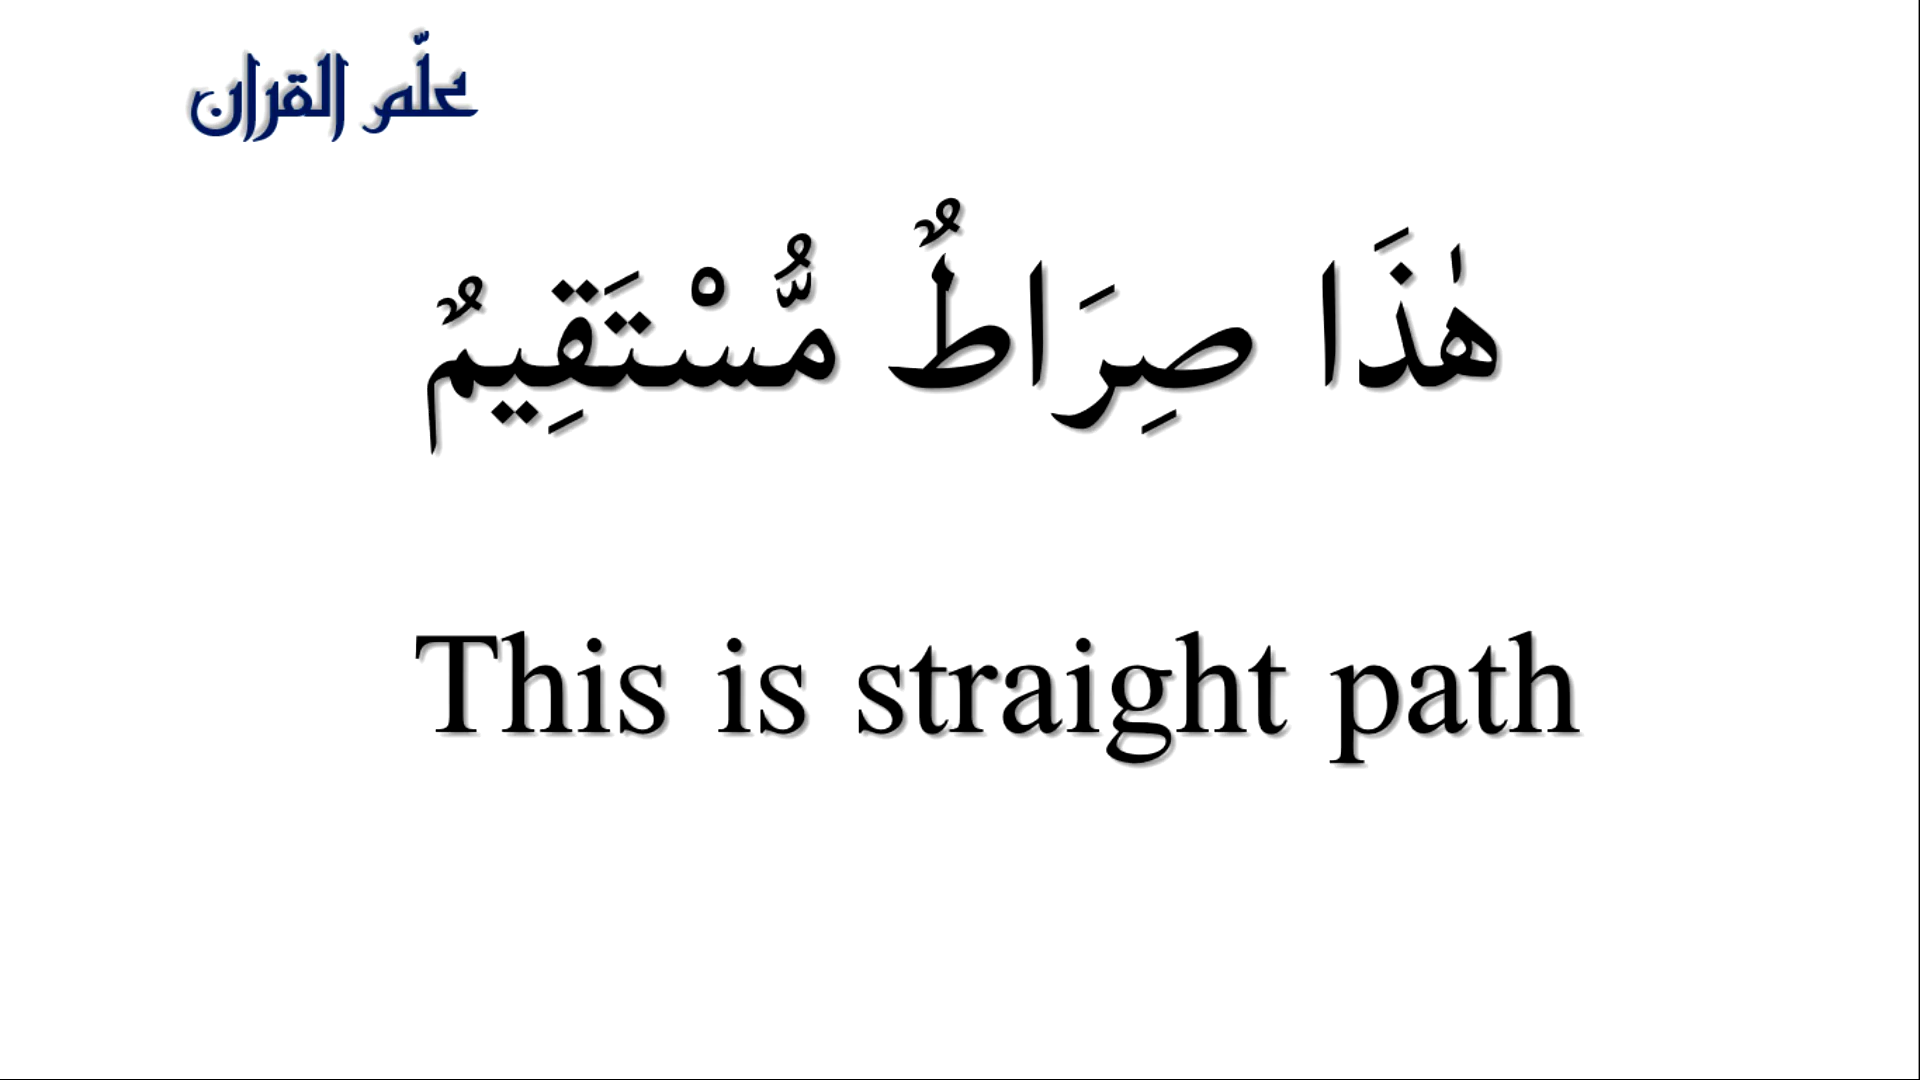 علّم القران
هٰذَا صِرَاطٌ مُّسْتَقِيمٌ
This is straight path